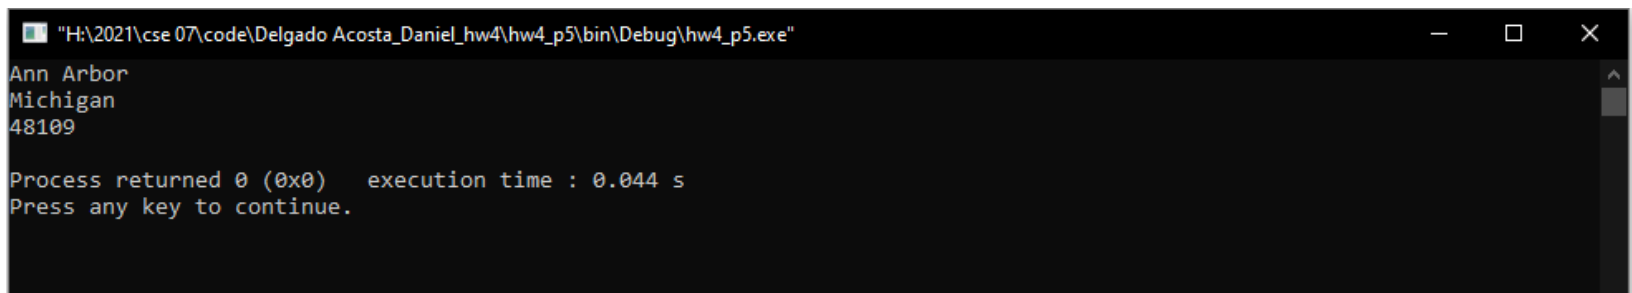 "H:\2021\cse 07\code\Delgado Acosta_Daniel_hw4\hw4_p5\bin\Debug\hw4_p5.exe"
Ann Arbor
Michigan
48109
Process returned 0 (0x0)   execution time : 0.044 s
Press any key to continue.